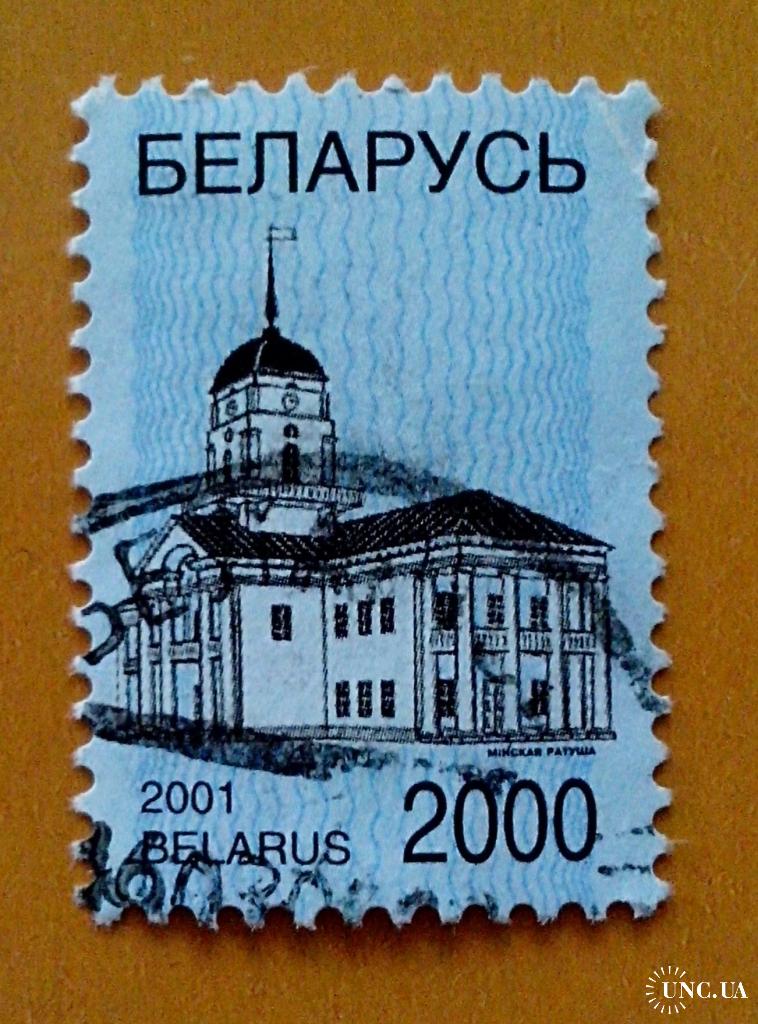 БЕЛАРУСЬ
МІНСКАЯ РАТУША
2001
BELARUS
2000
UNC.UA